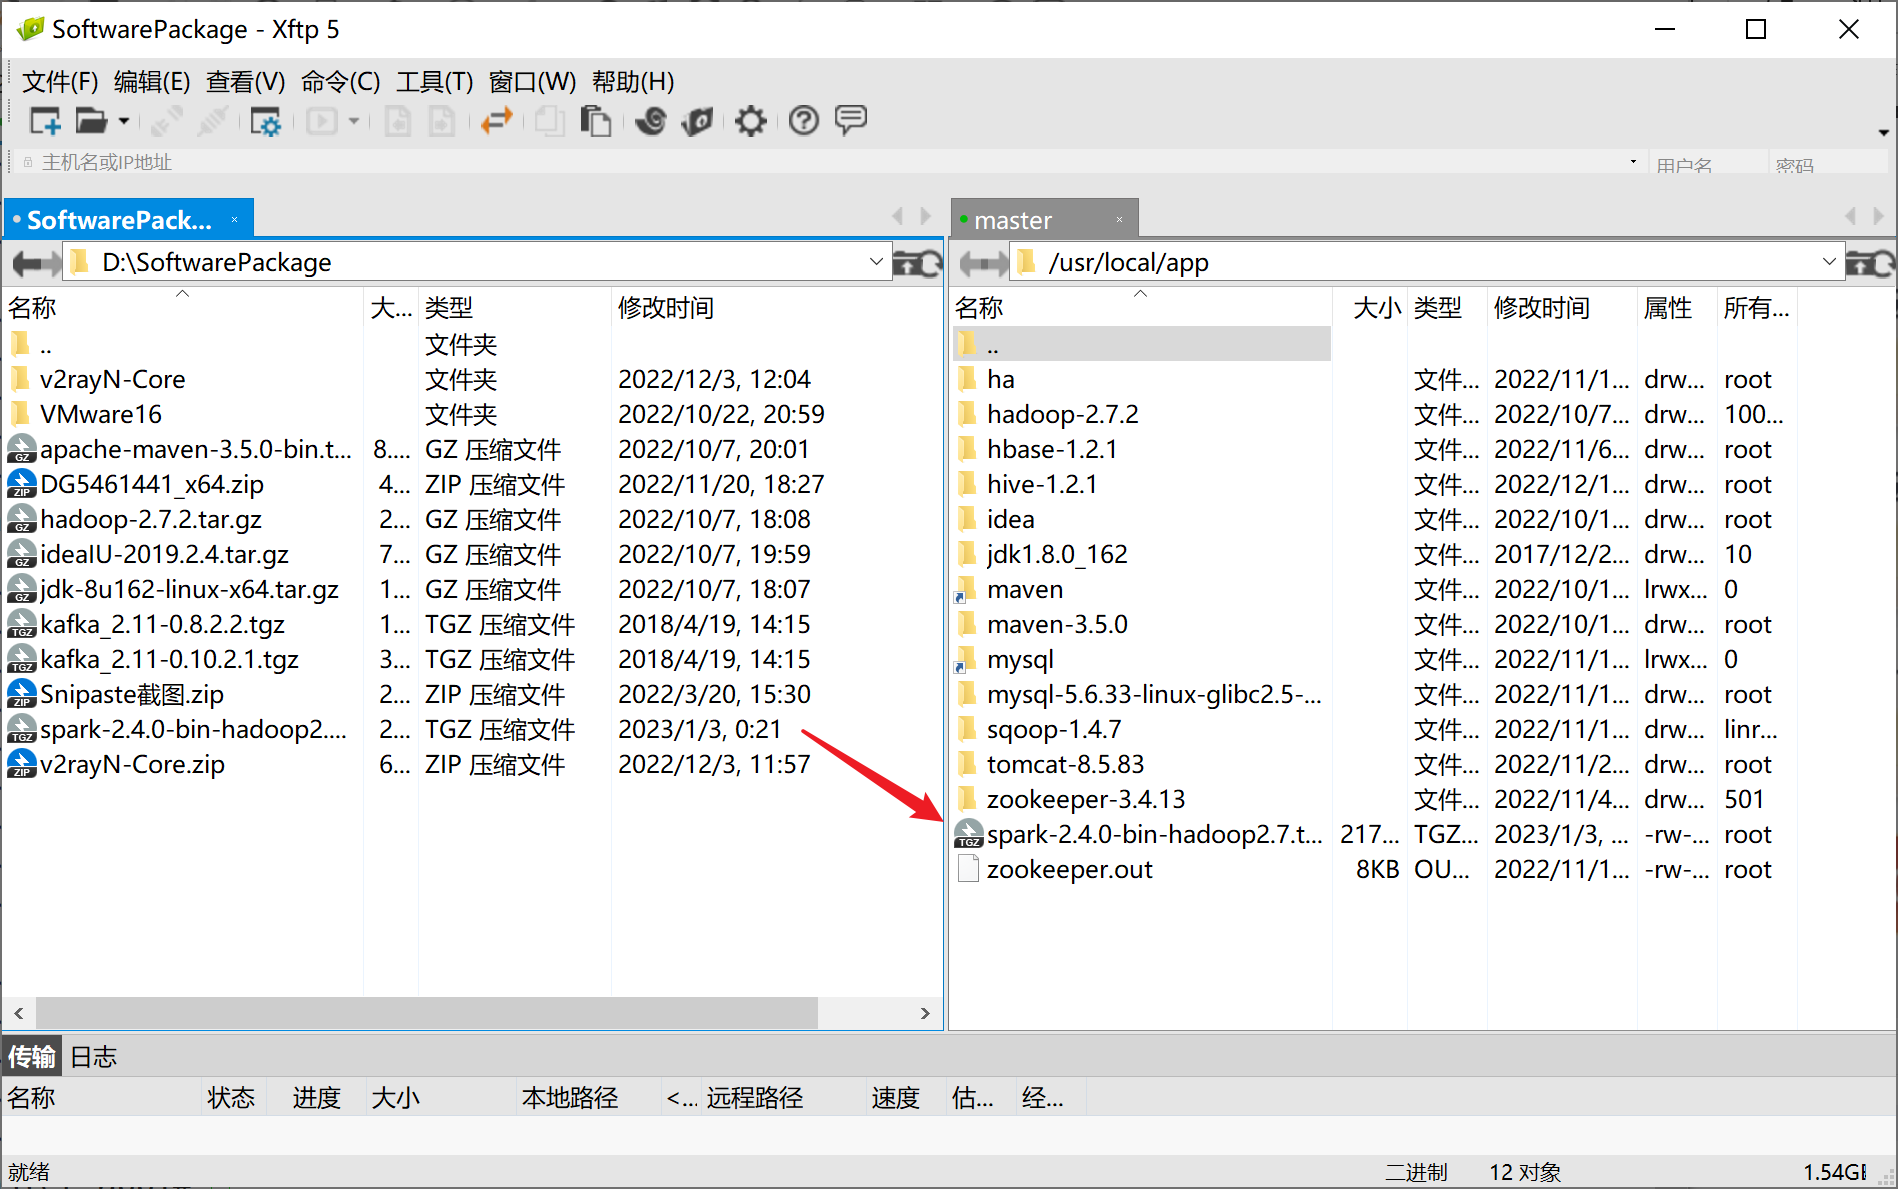 SoftwarePackage - Xftp 5
文件(F) 编辑(E) 查看(V) 命令(C) 工具(T) 窗口(W) 帮助(H)
主机名或IP地址 用户名 密码
SoftwarePack... ×
D:\SoftwarePackage
名称 大... 类型 修改时间
.. 文件夹
v2rayN-Core 文件夹 2022/12/3, 12:04
VMware16 文件夹 2022/10/22, 20:59
apache-maven-3.5.0-bin.t... 8.... GZ 压缩文件 2022/10/7, 20:01
DG5461441_x64.zip 4... ZIP 压缩文件 2022/11/20, 18:27
hadoop-2.7.2.tar.gz 2... GZ 压缩文件 2022/10/7, 18:08
ideaIU-2019.2.4.tar.gz 7... GZ 压缩文件 2022/10/7, 19:59
jdk-8u162-linux-x64.tar.gz 1... GZ 压缩文件 2022/10/7, 18:07
kafka_2.11-0.8.2.2.tgz 1... TGZ 压缩文件 2018/4/19, 14:15
kafka_2.11-0.10.2.1.tgz 3... TGZ 压缩文件 2018/4/19, 14:15
Snipaste截图.zip 2... ZIP 压缩文件 2022/3/20, 15:30
spark-2.4.0-bin-hadoop2.... 2... TGZ 压缩文件 2023/1/3, 0:21
v2rayN-Core.zip 6... ZIP 压缩文件 2022/12/3, 11:57
master ×
/usr/local/app
名称 大小 类型 修改时间 属性 所有...
..
ha 文件... 2022/11/1... drw... root
hadoop-2.7.2 文件... 2022/10/7... drw... 100...
hbase-1.2.1 文件... 2022/11/6... drw... root
hive-1.2.1 文件... 2022/12/1... drw... root
idea 文件... 2022/10/1... drw... root
jdk1.8.0_162 文件... 2017/12/2... drw... 10
maven 文件... 2022/10/1... lrwx... 0
maven-3.5.0 文件... 2022/10/1... drw... root
mysql 文件... 2022/11/1... lrwx... 0
mysql-5.6.33-linux-glibc2.5-... 文件... 2022/11/1... drw... root
sqoop-1.4.7 文件... 2022/11/1... drw... linr...
tomcat-8.5.83 文件... 2022/11/2... drw... root
zookeeper-3.4.13 文件... 2022/11/4... drw... 501
spark-2.4.0-bin-hadoop2.7.t... 217... TGZ... 2023/1/3, ... -rw-... root
zookeeper.out 8KB OU... 2022/11/1... -rw-... root
传输 日志
名称 状态 进度 大小 本地路径 <... 远程路径 速度 估... 经...
就绪 二进制 12 对象 1.54GB